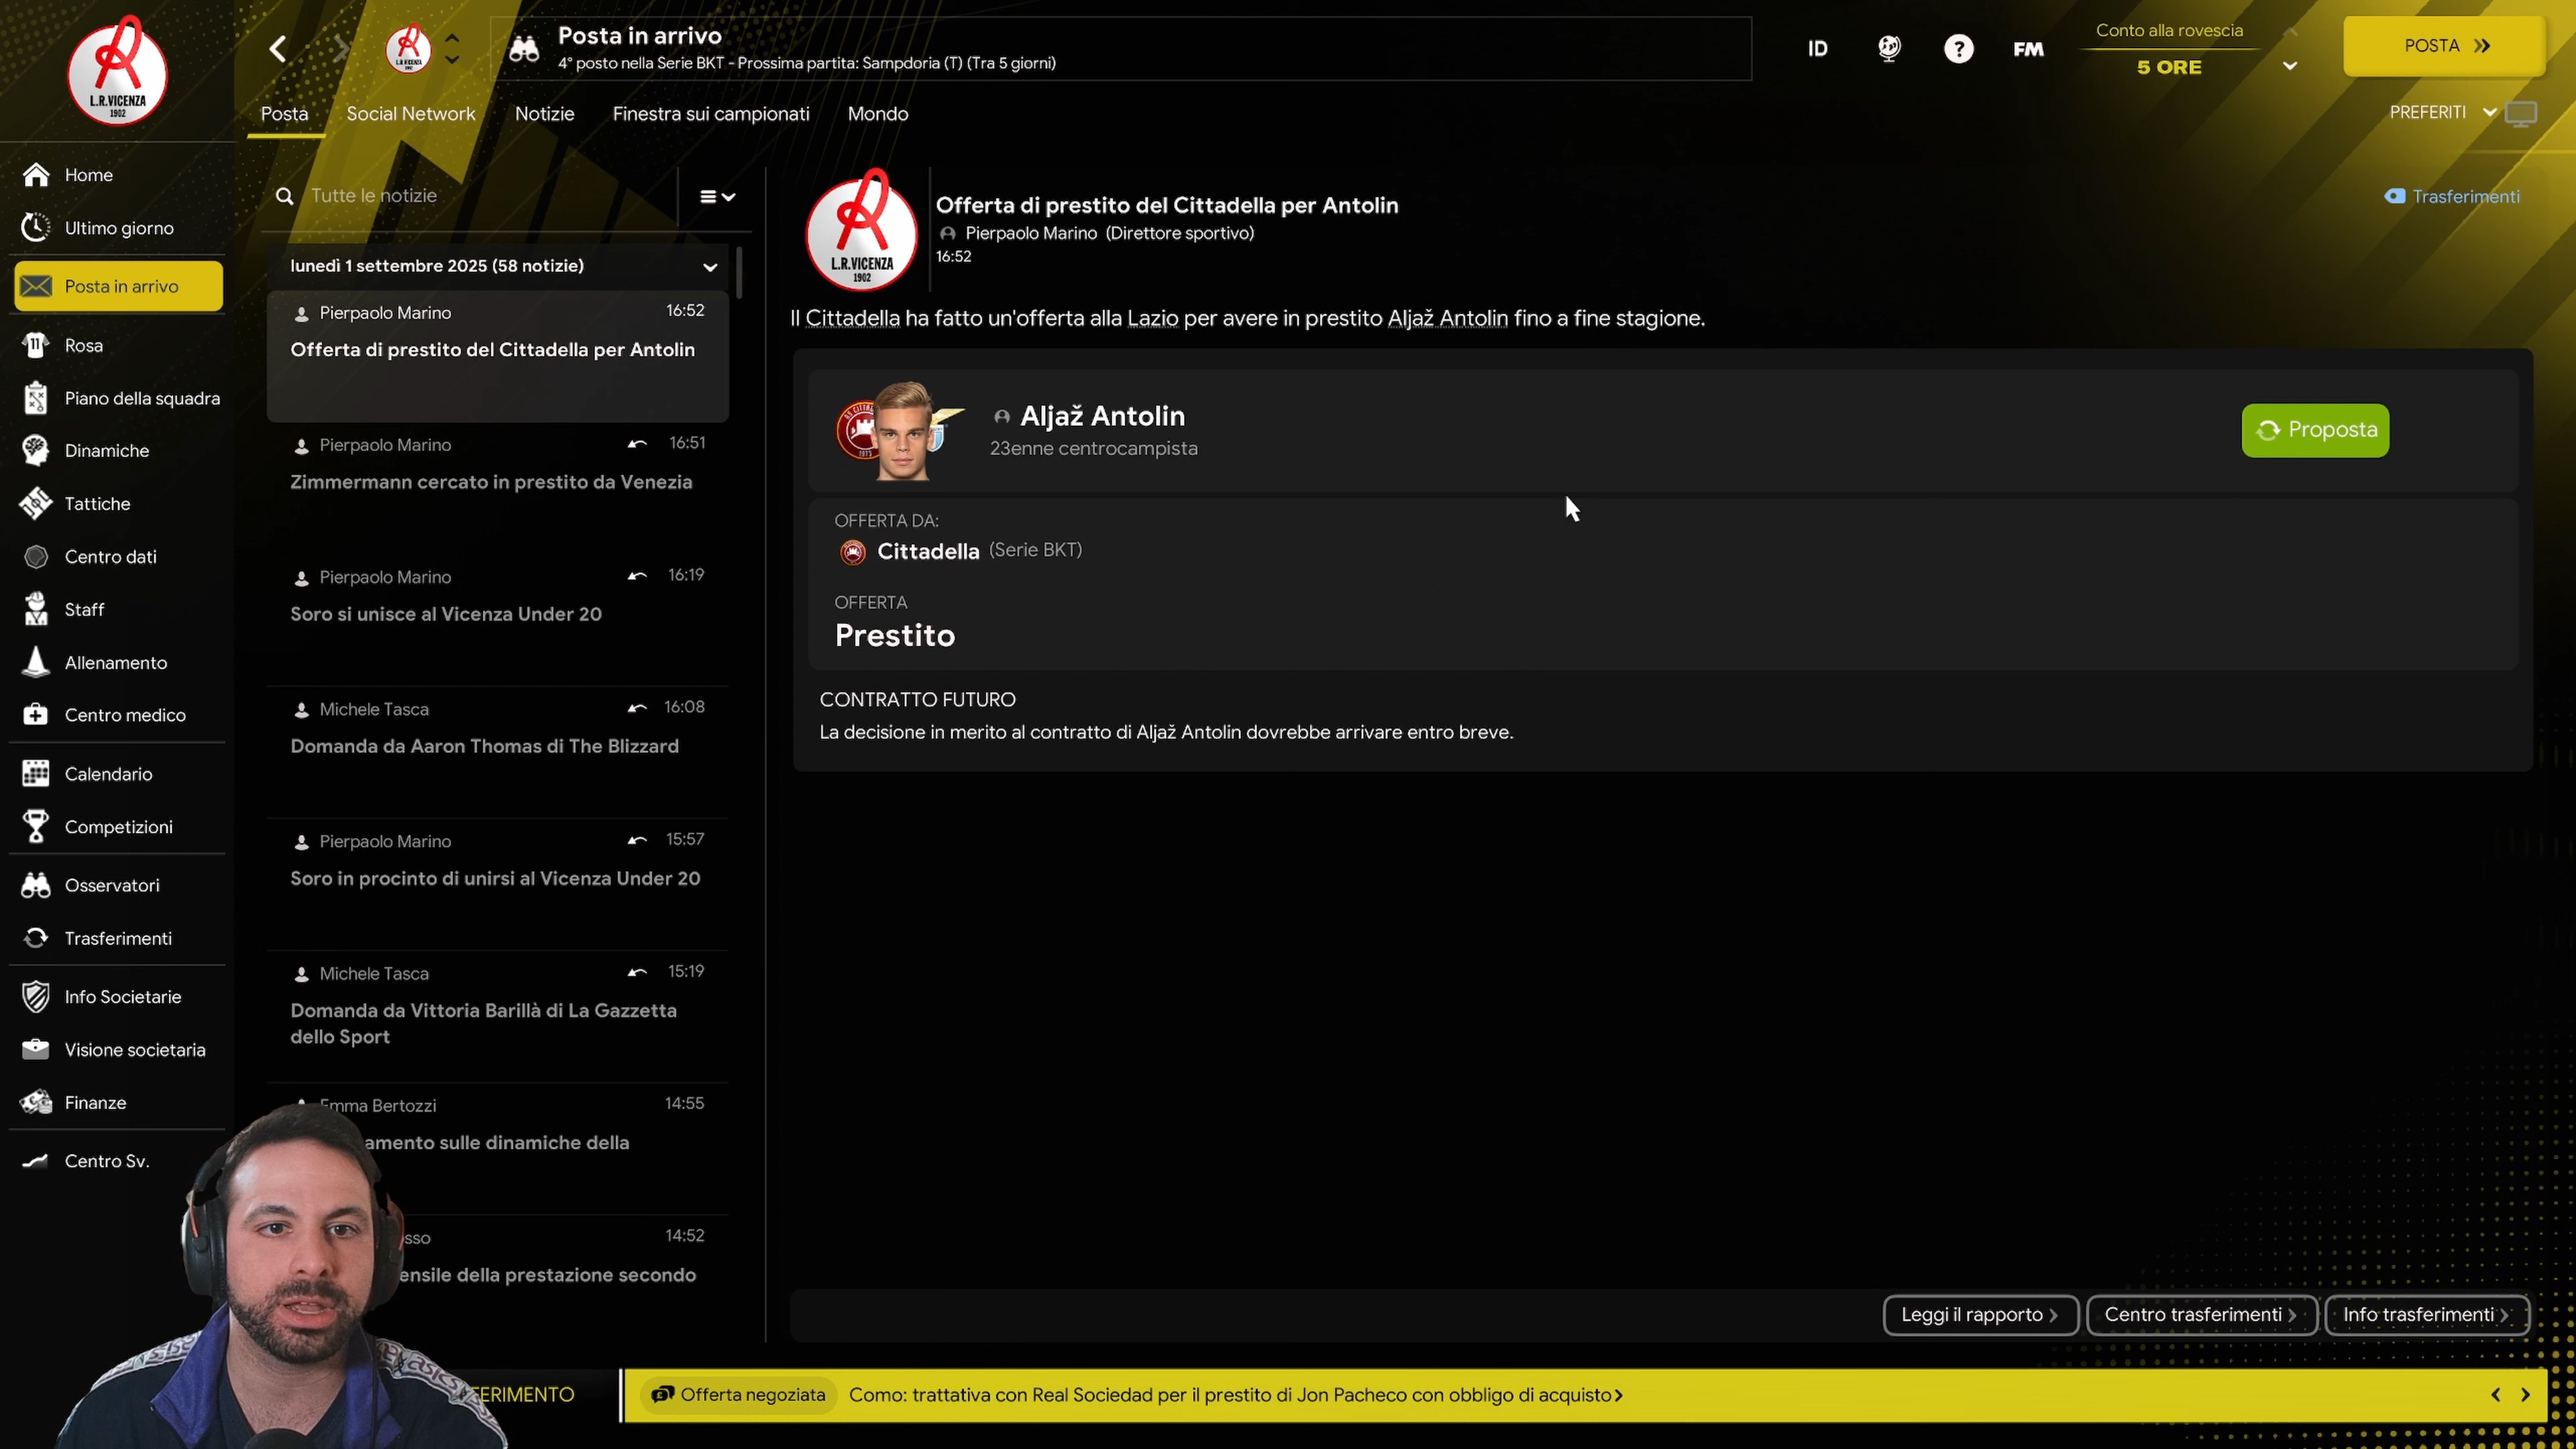 L.R.VICENZA
1902
Posta in arrivo
4° posto nella Serie BKT - Prossima partita: Sampdoria (T) (Tra 5 giorni)
ID
FM
Conto alla rovescia
5 ORE
POSTA
Posta
Social Network
Notizie
Finestra sui campionati
Mondo
PREFERITI
Home
Ultimo giorno
Posta in arrivo
Rosa
Piano della squadra
Dinamiche
Tattiche
Centro dati
Staff
Allenamento
Centro medico
Calendario
Competizioni
Osservatori
Trasferimenti
Info Societarie
Visione societaria
Finanze
Centro Sv.
Tutte le notizie
lunedì 1 settembre 2025 (58 notizie)
Pierpaolo Marino 16:52
Offerta di prestito del Cittadella per Antolin
Pierpaolo Marino 16:51
Zimmermann cercato in prestito da Venezia
Pierpaolo Marino 16:19
Soro si unisce al Vicenza Under 20
Michele Tasca 16:08
Domanda da Aaron Thomas di The Blizzard
Pierpaolo Marino 15:57
Soro in procinto di unirsi al Vicenza Under 20
Michele Tasca 15:19
Domanda da Vittoria Barillà di La Gazzetta
dello Sport
Emma Bertozzi 14:55
amento sulle dinamiche della
sso 14:52
ensile della prestazione secondo
L.R.VICENZA
1902
Offerta di prestito del Cittadella per Antolin
Pierpaolo Marino (Direttore sportivo)
16:52
Trasferimenti
Il Cittadella ha fatto un'offerta alla Lazio per avere in prestito Aljaž Antolin fino a fine stagione.
Aljaž Antolin
23enne centrocampista
Proposta
OFFERTA DA:
Cittadella (Serie BKT)
OFFERTA
Prestito
CONTRATTO FUTURO
La decisione in merito al contratto di Aljaž Antolin dovrebbe arrivare entro breve.
Leggi il rapporto
Centro trasferimenti
Info trasferimenti
ERIMENTO
Offerta negoziata
Como: trattativa con Real Sociedad per il prestito di Jon Pacheco con obbligo di acquisto